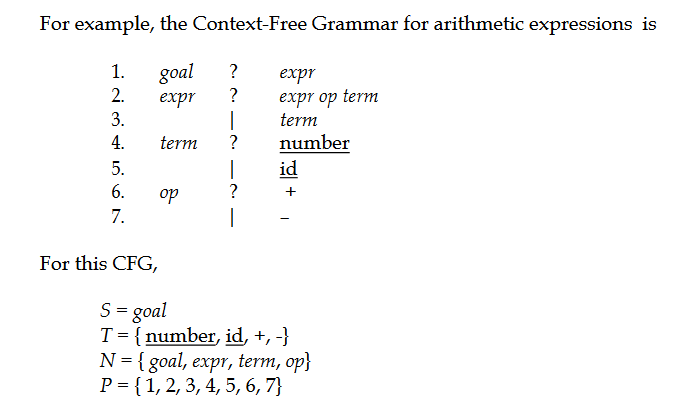 For example, the Context-Free Grammar for arithmetic expressions is
1. goal ? expr
2. expr ? expr op term
3. | term
4. term ? number
5. | id
6. op ? +
7. | –
For this CFG,
S = goal
T = { number, id, +, -}
N = { goal, expr, term, op}
P = { 1, 2, 3, 4, 5, 6, 7}